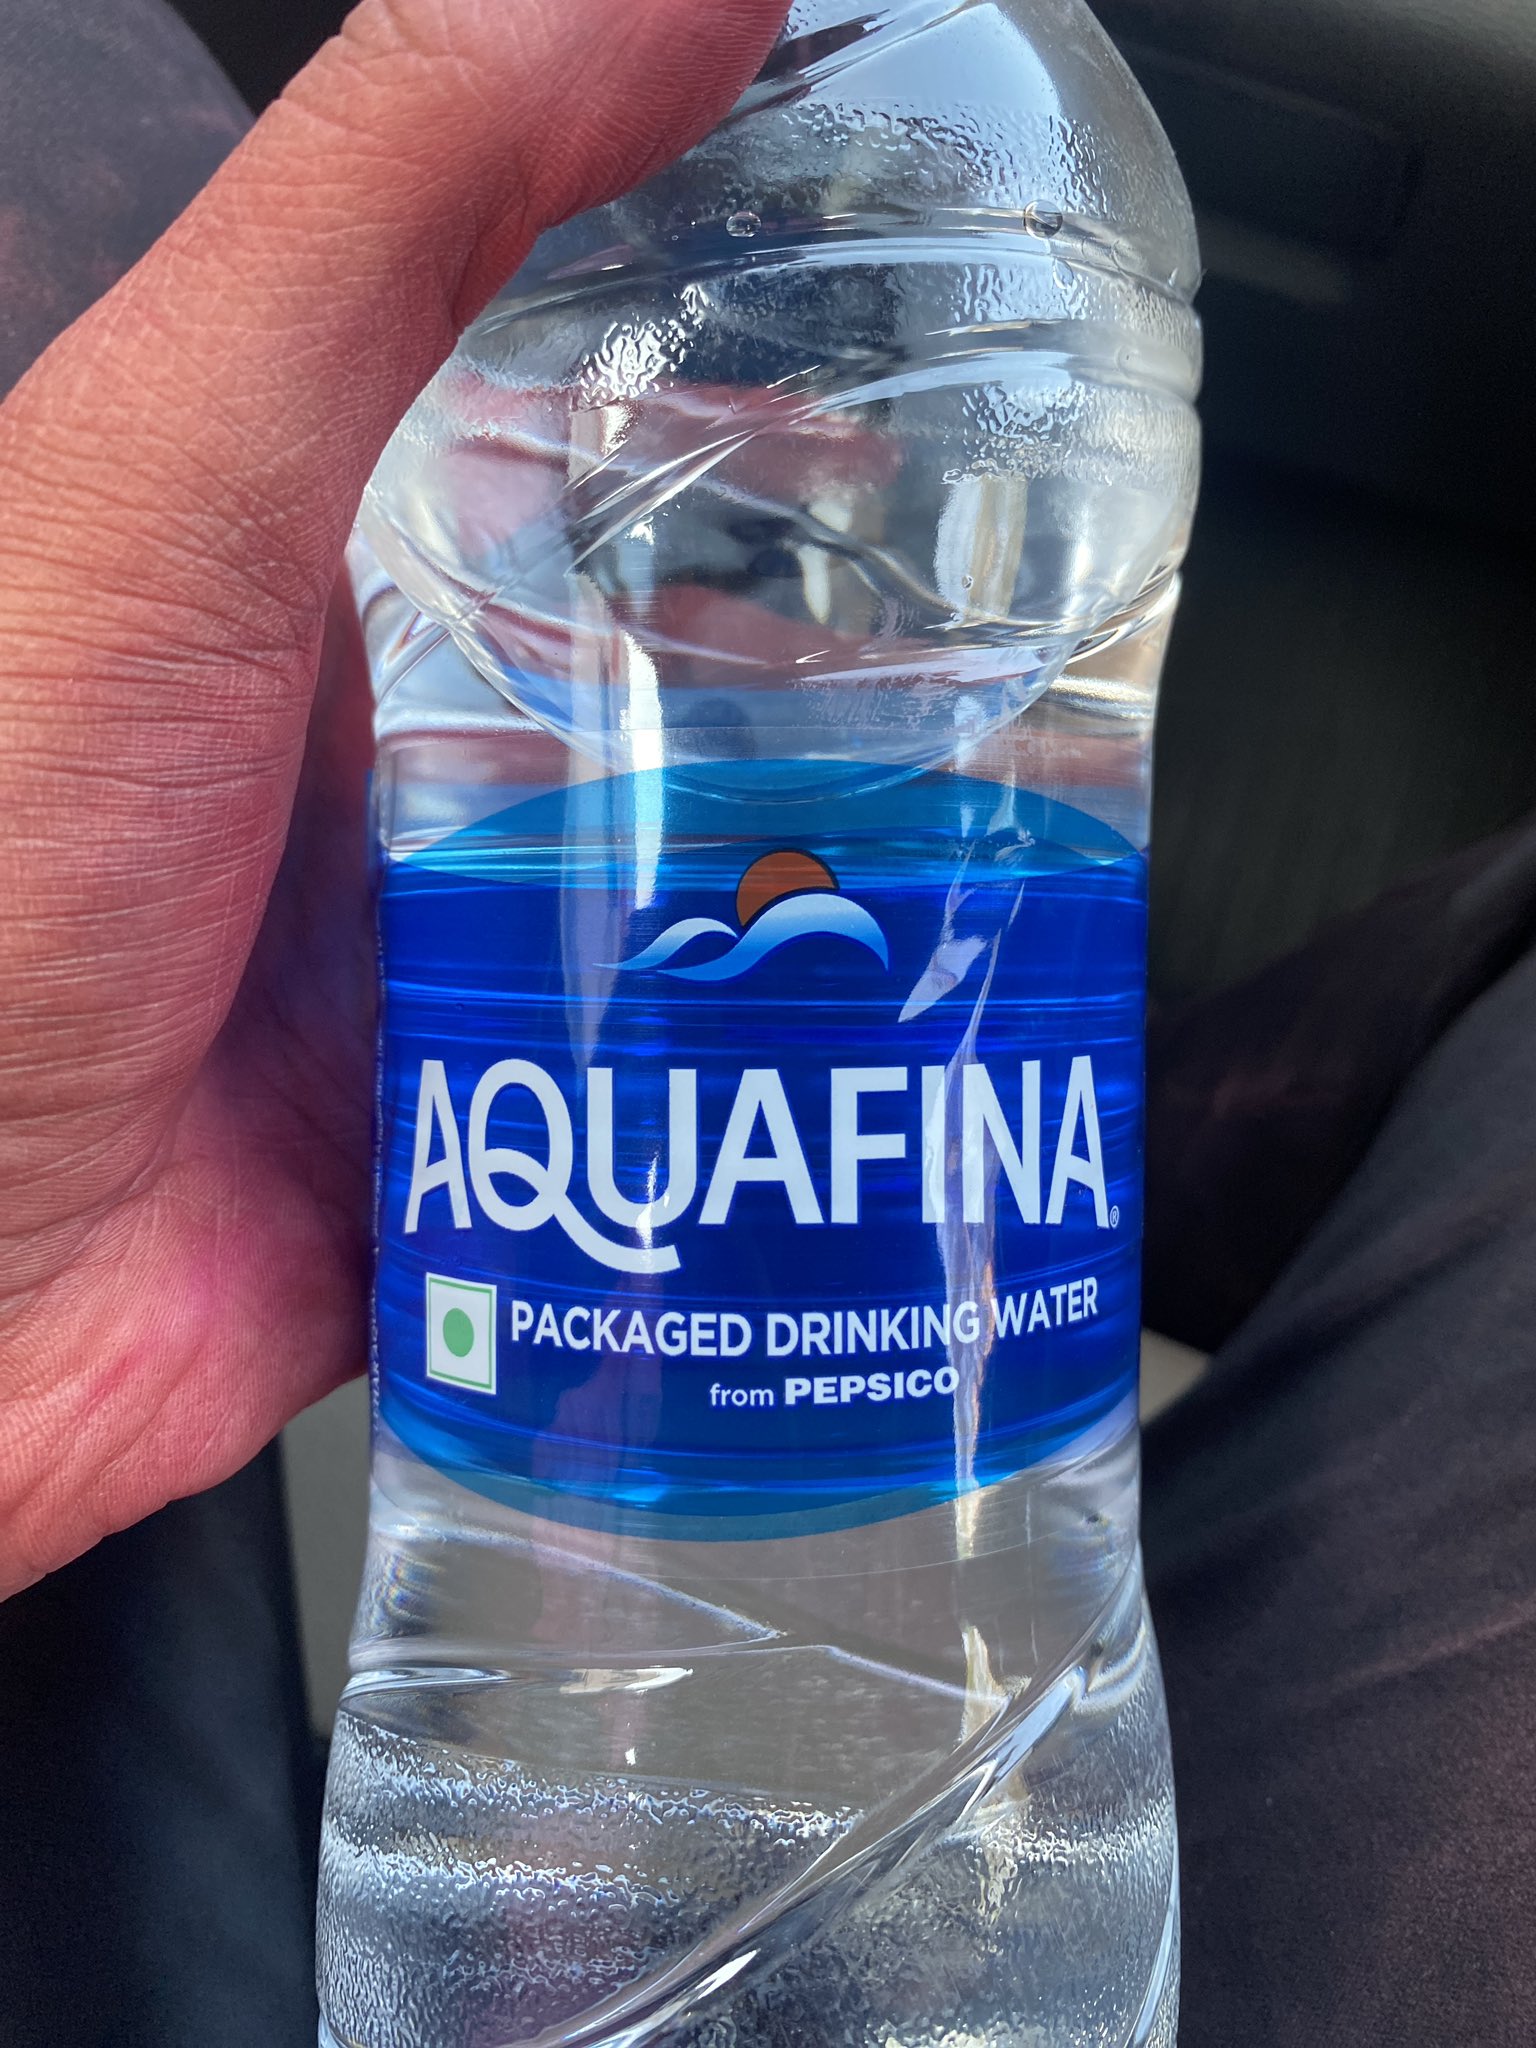 AQUAFINA®
PACKAGED DRINKING WATER
from PEPSICO